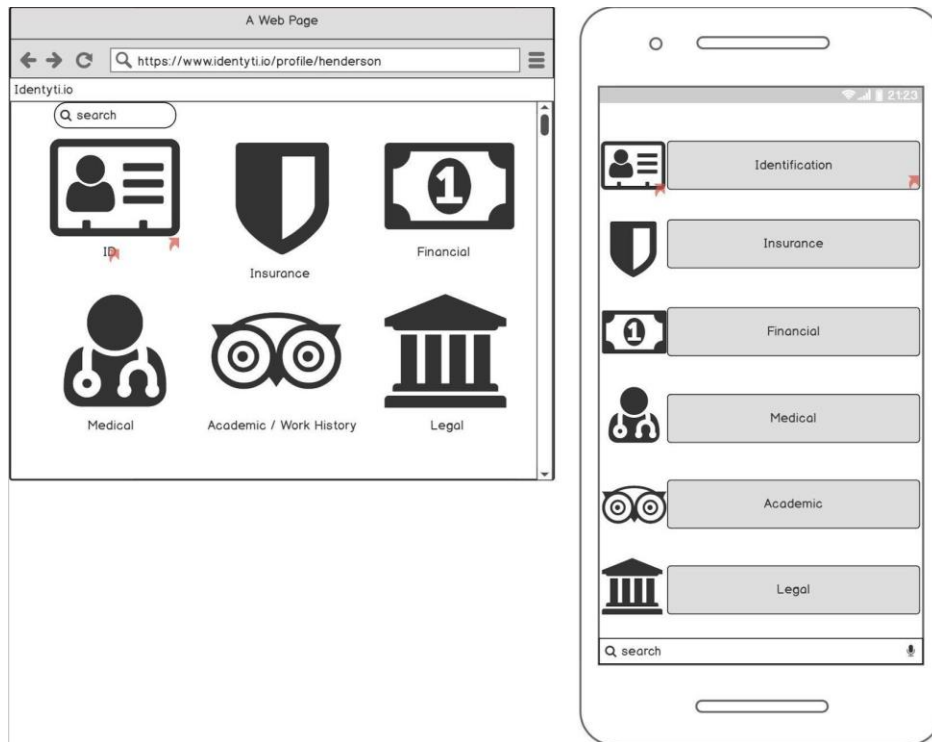 A Web Page
https://www.identyti.io/profile/henderson
Identyti.io
search
ID
Insurance
Financial
Medical
Academic / Work History
Legal
21:23
Identification
Insurance
1
Financial
Medical
Academic
Legal
search